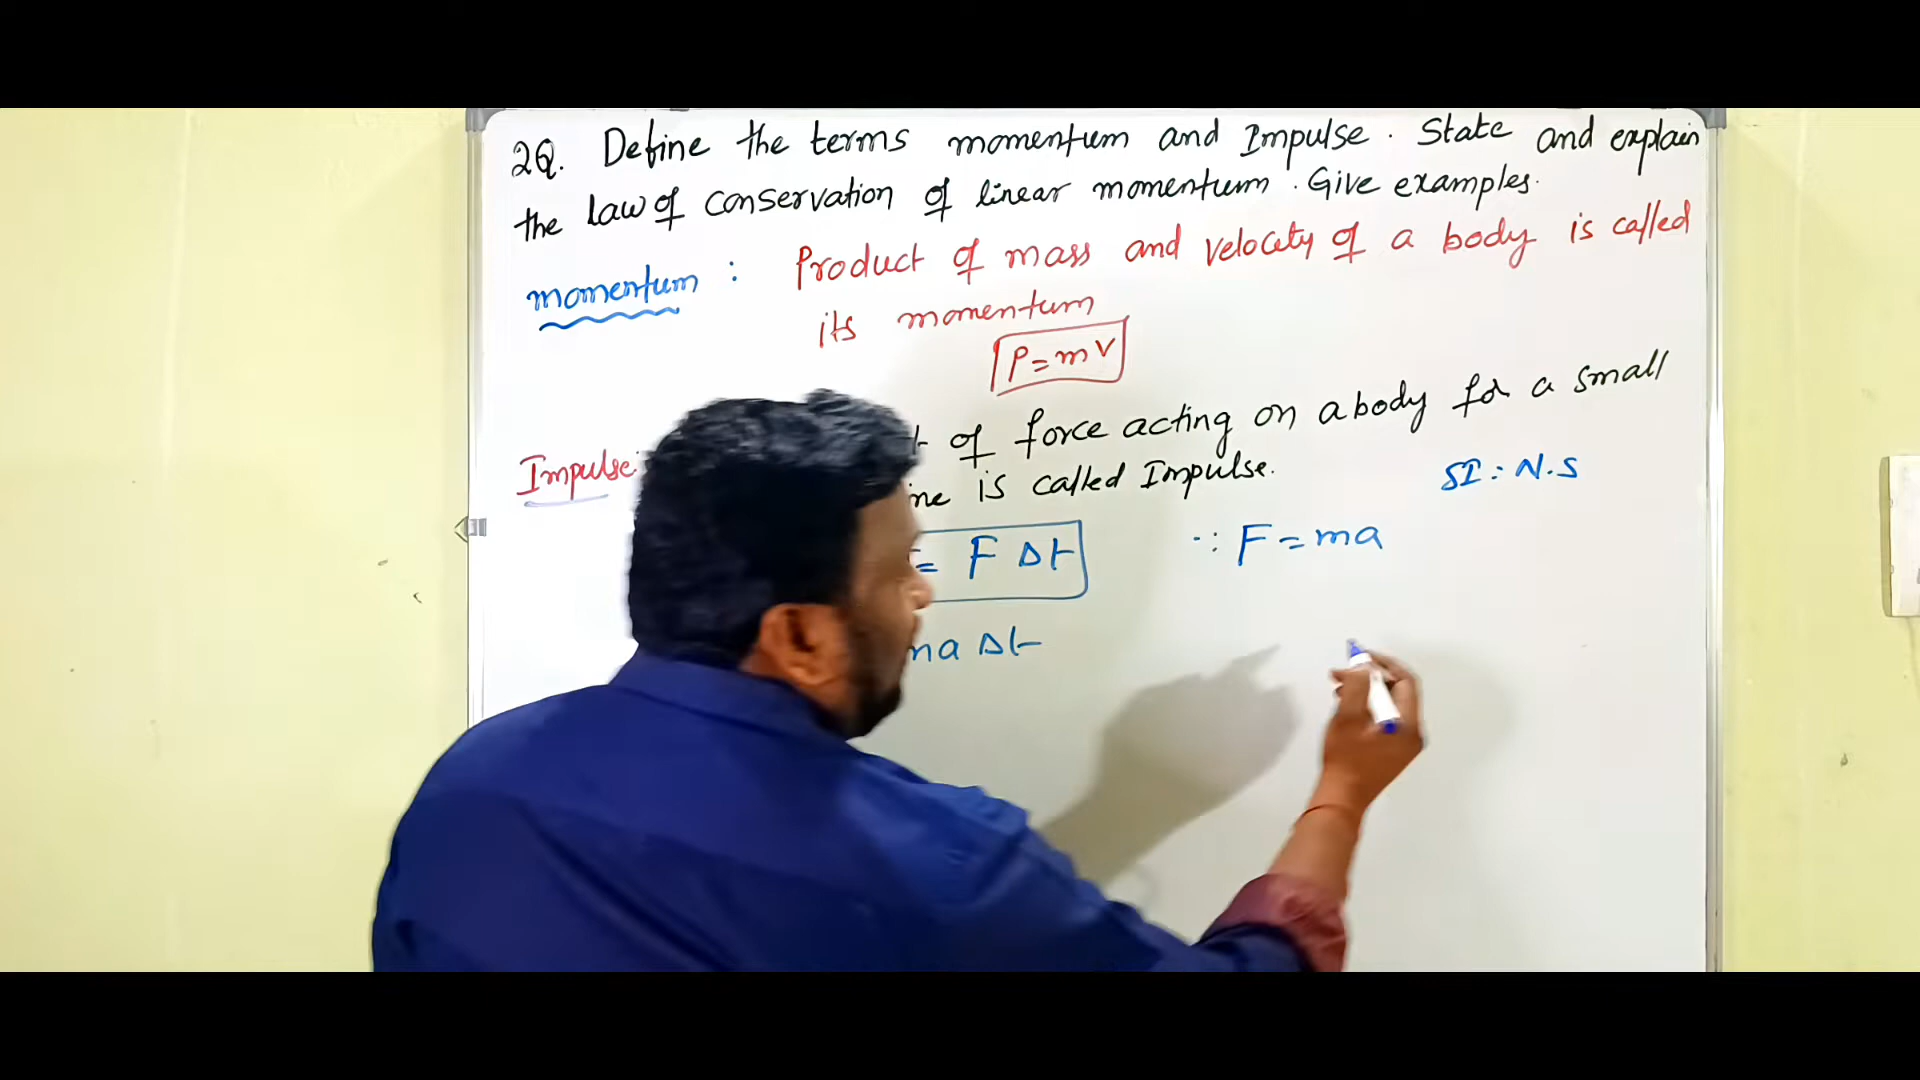 2Q. Define the terms momentum and Impulse. State and explain
the law of conservation of linear momentum. Give examples.
momentum : Product of mass and velocity of a body is called
its momentum
P = mV
Impulse of force acting on a body for a small
is called Impulse.
SI : N.S
= F Δt
∵ F = ma
ma Δt